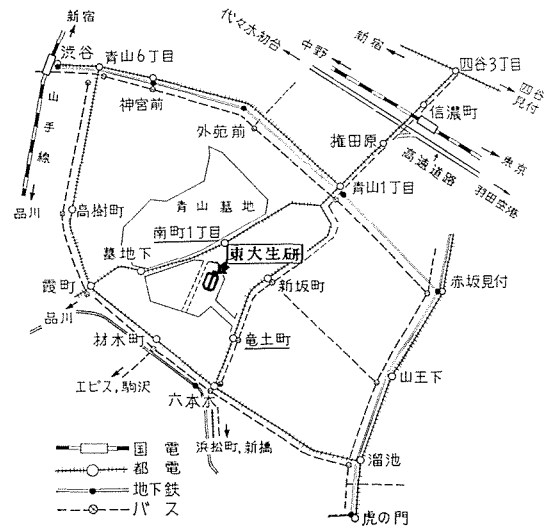 新宿
渋谷
青山6丁目
神宮前
外苑前
代々木,初台
中野
新宿
四谷3丁目
四谷
見付
信濃町
権田原
高速道路
東京
羽田空港
青山1丁目
山手線
品川
高樹町
青山墓地
南町1丁目
墓地下
東大生研
霞町
品川
新坂町
赤坂見付
材木町
竜土町
エビス,駒沢
六本木
山王下
浜松町,新橋
溜池
虎の門
国電
都電
地下鉄
バス